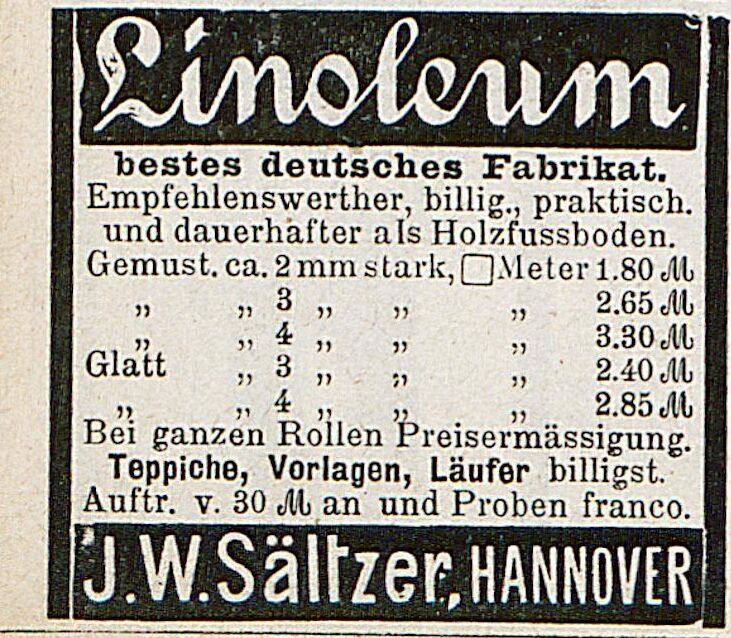 Linoleum
bestes deutsches Fabrikat.
Empfehlenswerther, billig., praktisch.
und dauerhafter als Holzfussboden.
Gemust. ca. 2 mm stark, □Meter 1.80 ℳ
„ „ 3 „ „ „ 2.65 ℳ
„ „ 4 „ „ „ 3.30 ℳ
Glatt „ 3 „ „ „ 2.40 ℳ
„ „ 4 „ „ „ 2.85 ℳ
Bei ganzen Rollen Preisermässigung.
Teppiche, Vorlagen, Läufer billigst.
Auftr. v. 30 ℳ an und Proben franco.
J.W. Sältzer, HANNOVER